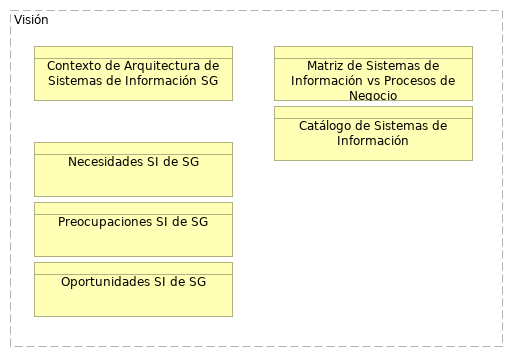 Visión
Contexto de Arquitectura de
Sistemas de Información SG
Matriz de Sistemas de
Información vs Procesos de
Negocio
Catálogo de Sistemas de
Información
Necesidades SI de SG
Preocupaciones SI de SG
Oportunidades SI de SG